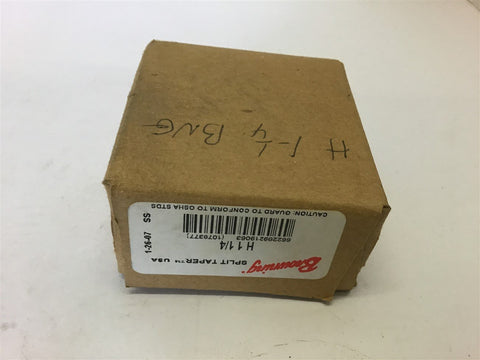 H 1-1/4 BNG
Browning
SPLIT TAPER™ USA
H 1 1/4
662269219063 (1079377)
1-26-07 SS
CAUTION: GUARD TO CONFORM TO OSHA STDS